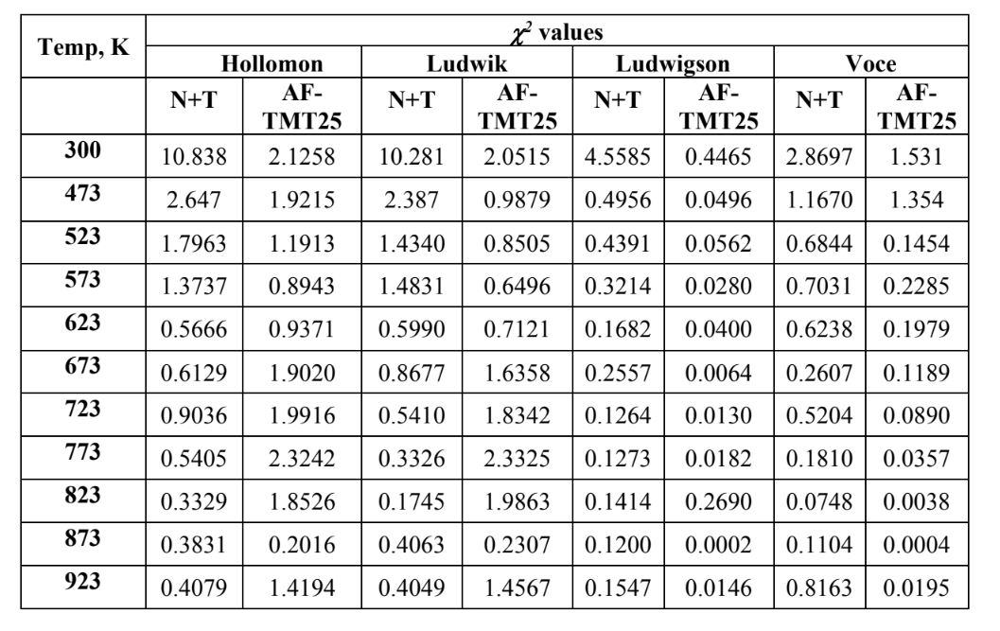 Temp, K χ² values
Hollomon Ludwik Ludwigson Voce
N+T AF-TMT25 N+T AF-TMT25 N+T AF-TMT25 N+T AF-TMT25
300 10.838 2.1258 10.281 2.0515 4.5585 0.4465 2.8697 1.531
473 2.647 1.9215 2.387 0.9879 0.4956 0.0496 1.1670 1.354
523 1.7963 1.1913 1.4340 0.8505 0.4391 0.0562 0.6844 0.1454
573 1.3737 0.8943 1.4831 0.6496 0.3214 0.0280 0.7031 0.2285
623 0.5666 0.9371 0.5990 0.7121 0.1682 0.0400 0.6238 0.1979
673 0.6129 1.9020 0.8677 1.6358 0.2557 0.0064 0.2607 0.1189
723 0.9036 1.9916 0.5410 1.8342 0.1264 0.0130 0.5204 0.0890
773 0.5405 2.3242 0.3326 2.3325 0.1273 0.0182 0.1810 0.0357
823 0.3329 1.8526 0.1745 1.9863 0.1414 0.2690 0.0748 0.0038
873 0.3831 0.2016 0.4063 0.2307 0.1200 0.0002 0.1104 0.0004
923 0.4079 1.4194 0.4049 1.4567 0.1547 0.0146 0.8163 0.0195